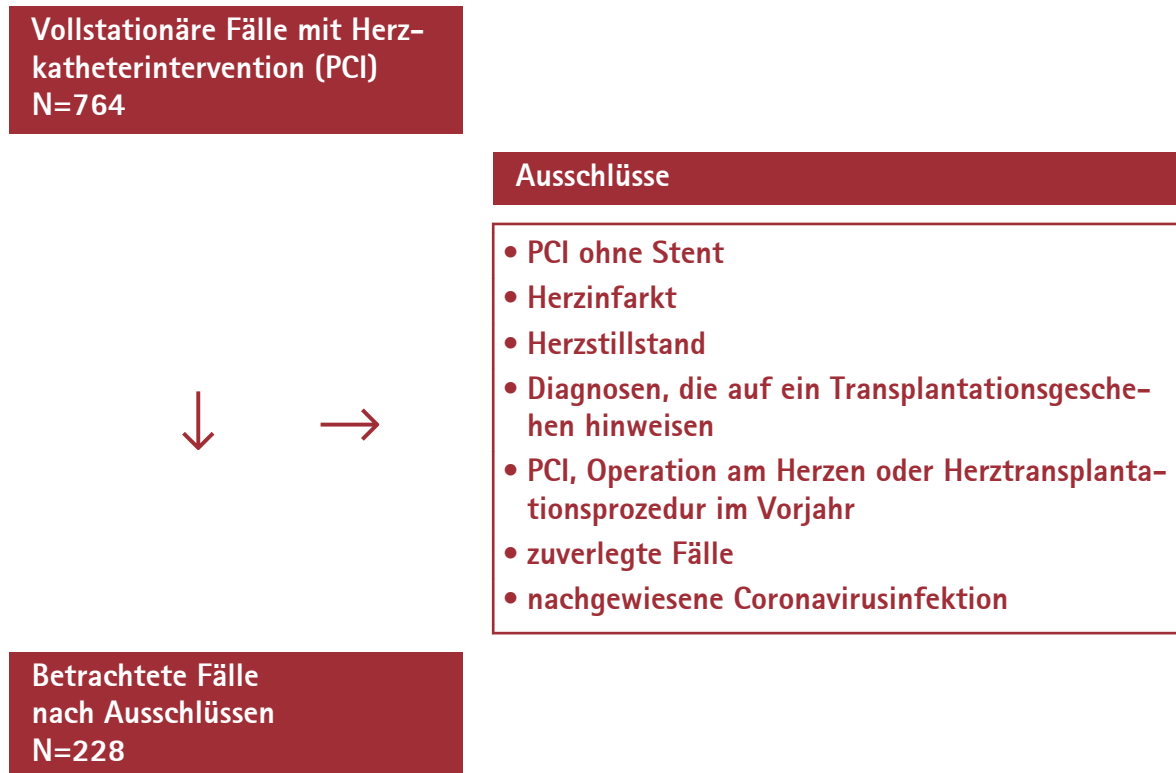 Vollstationäre Fälle mit Herz-
katheterintervention (PCI)
N=764
Ausschlüsse
• PCI ohne Stent
• Herzinfarkt
• Herzstillstand
• Diagnosen, die auf ein Transplantationsgesche-
hen hinweisen
• PCI, Operation am Herzen oder Herztransplanta-
tionsprozedur im Vorjahr
• zuverlegte Fälle
• nachgewiesene Coronavirusinfektion
Betrachtete Fälle
nach Ausschlüssen
N=228